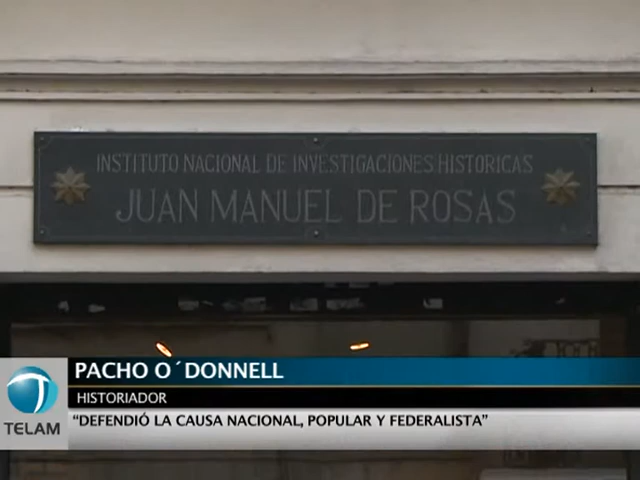 INSTITUTO NACIONAL DE INVESTIGACIONES HISTORICAS
JUAN MANUEL DE ROSAS
PACHO O´DONNELL
HISTORIADOR
TELAM
“DEFENDIÓ LA CAUSA NACIONAL, POPULAR Y FEDERALISTA”